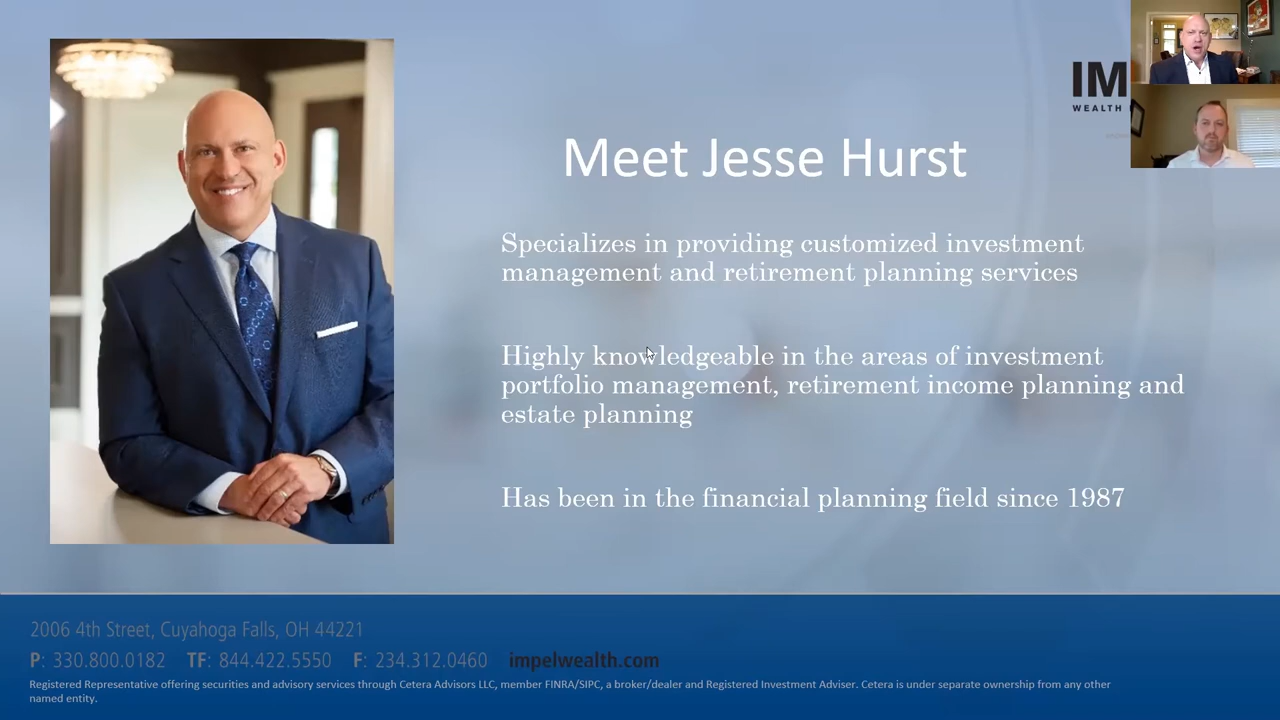 IM
WEALTH
Meet Jesse Hurst
Specializes in providing customized investment
management and retirement planning services
Highly knowledgeable in the areas of investment
portfolio management, retirement income planning and
estate planning
Has been in the financial planning field since 1987
2006 4th Street, Cuyahoga Falls, OH 44221
P: 330.800.0182 TF: 844.422.5550 F: 234.312.0460 impelwealth.com
Registered Representative offering securities and advisory services through Cetera Advisors LLC, member FINRA/SIPC, a broker/dealer and Registered Investment Adviser. Cetera is under separate ownership from any other
named entity.